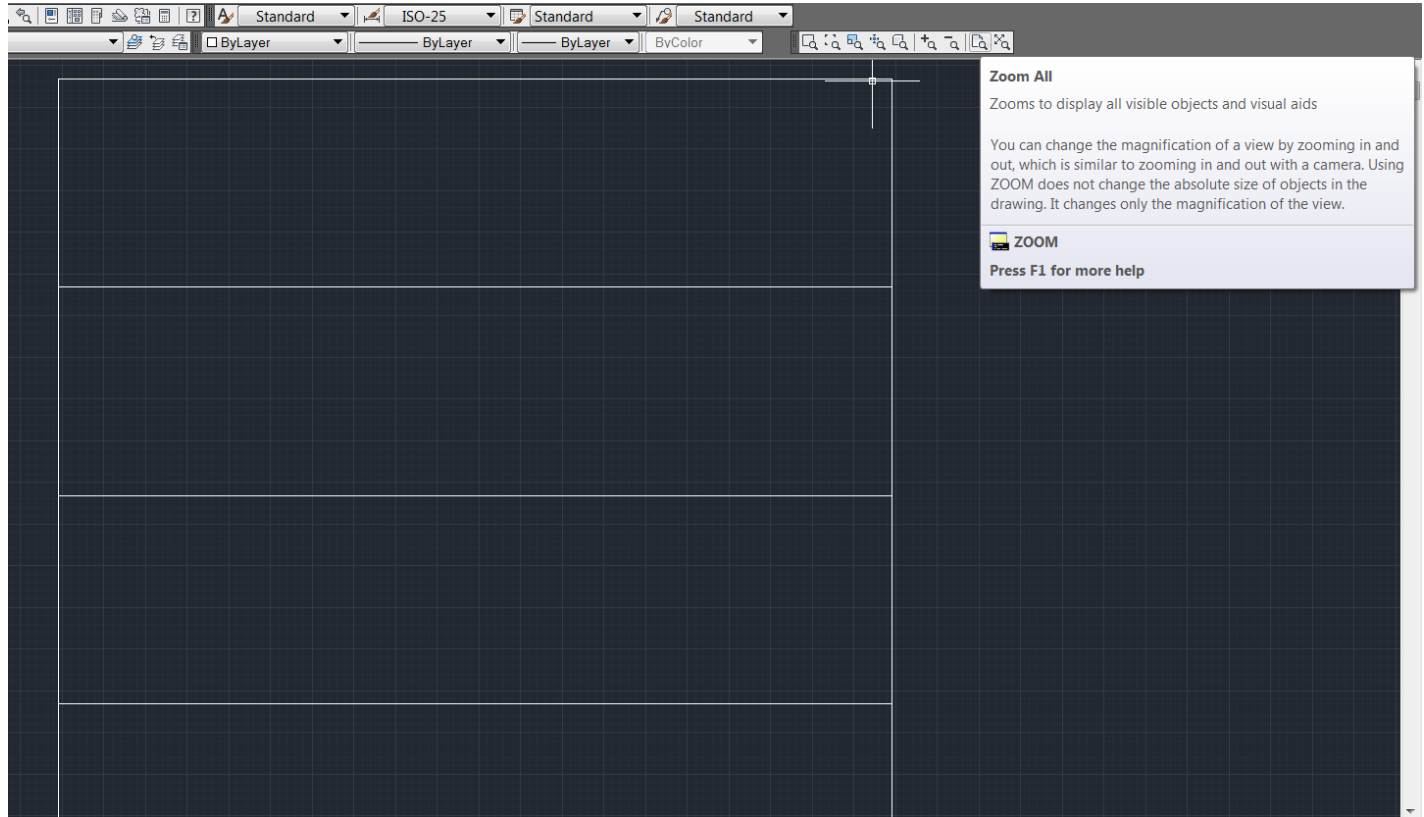 Standard ISO-25 Standard Standard
ByLayer ByLayer ByLayer ByColor
Zoom All
Zooms to display all visible objects and visual aids
You can change the magnification of a view by zooming in and
out, which is similar to zooming in and out with a camera. Using
ZOOM does not change the absolute size of objects in the
drawing. It changes only the magnification of the view.
ZOOM
Press F1 for more help